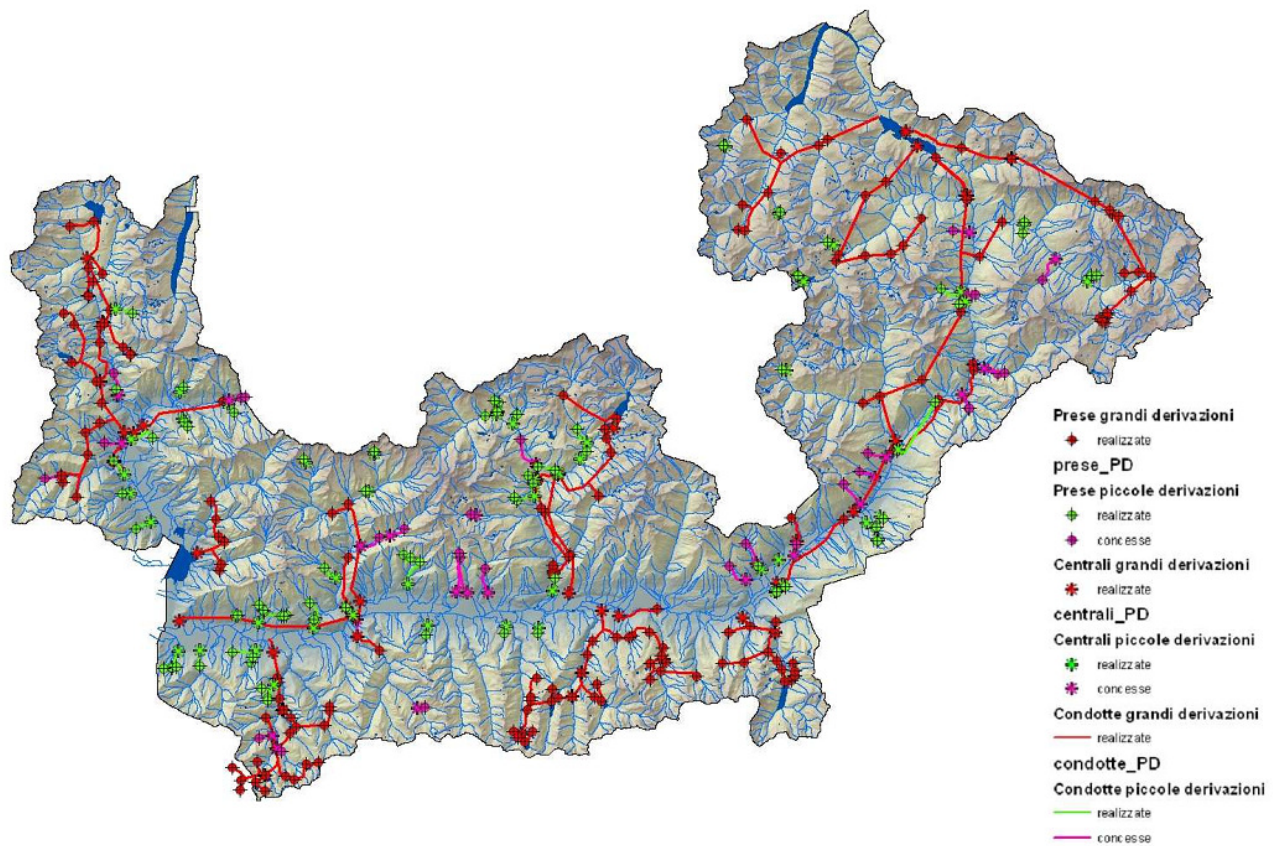 Prese grandi derivazioni
realizzate
prese_PD
Prese piccole derivazioni
realizzate
concesse
Centrali grandi derivazioni
realizzate
centrali_PD
Centrali piccole derivazioni
realizzate
concesse
Condotte grandi derivazioni
realizzate
condotte_PD
Condotte piccole derivazioni
realizzate
concesse